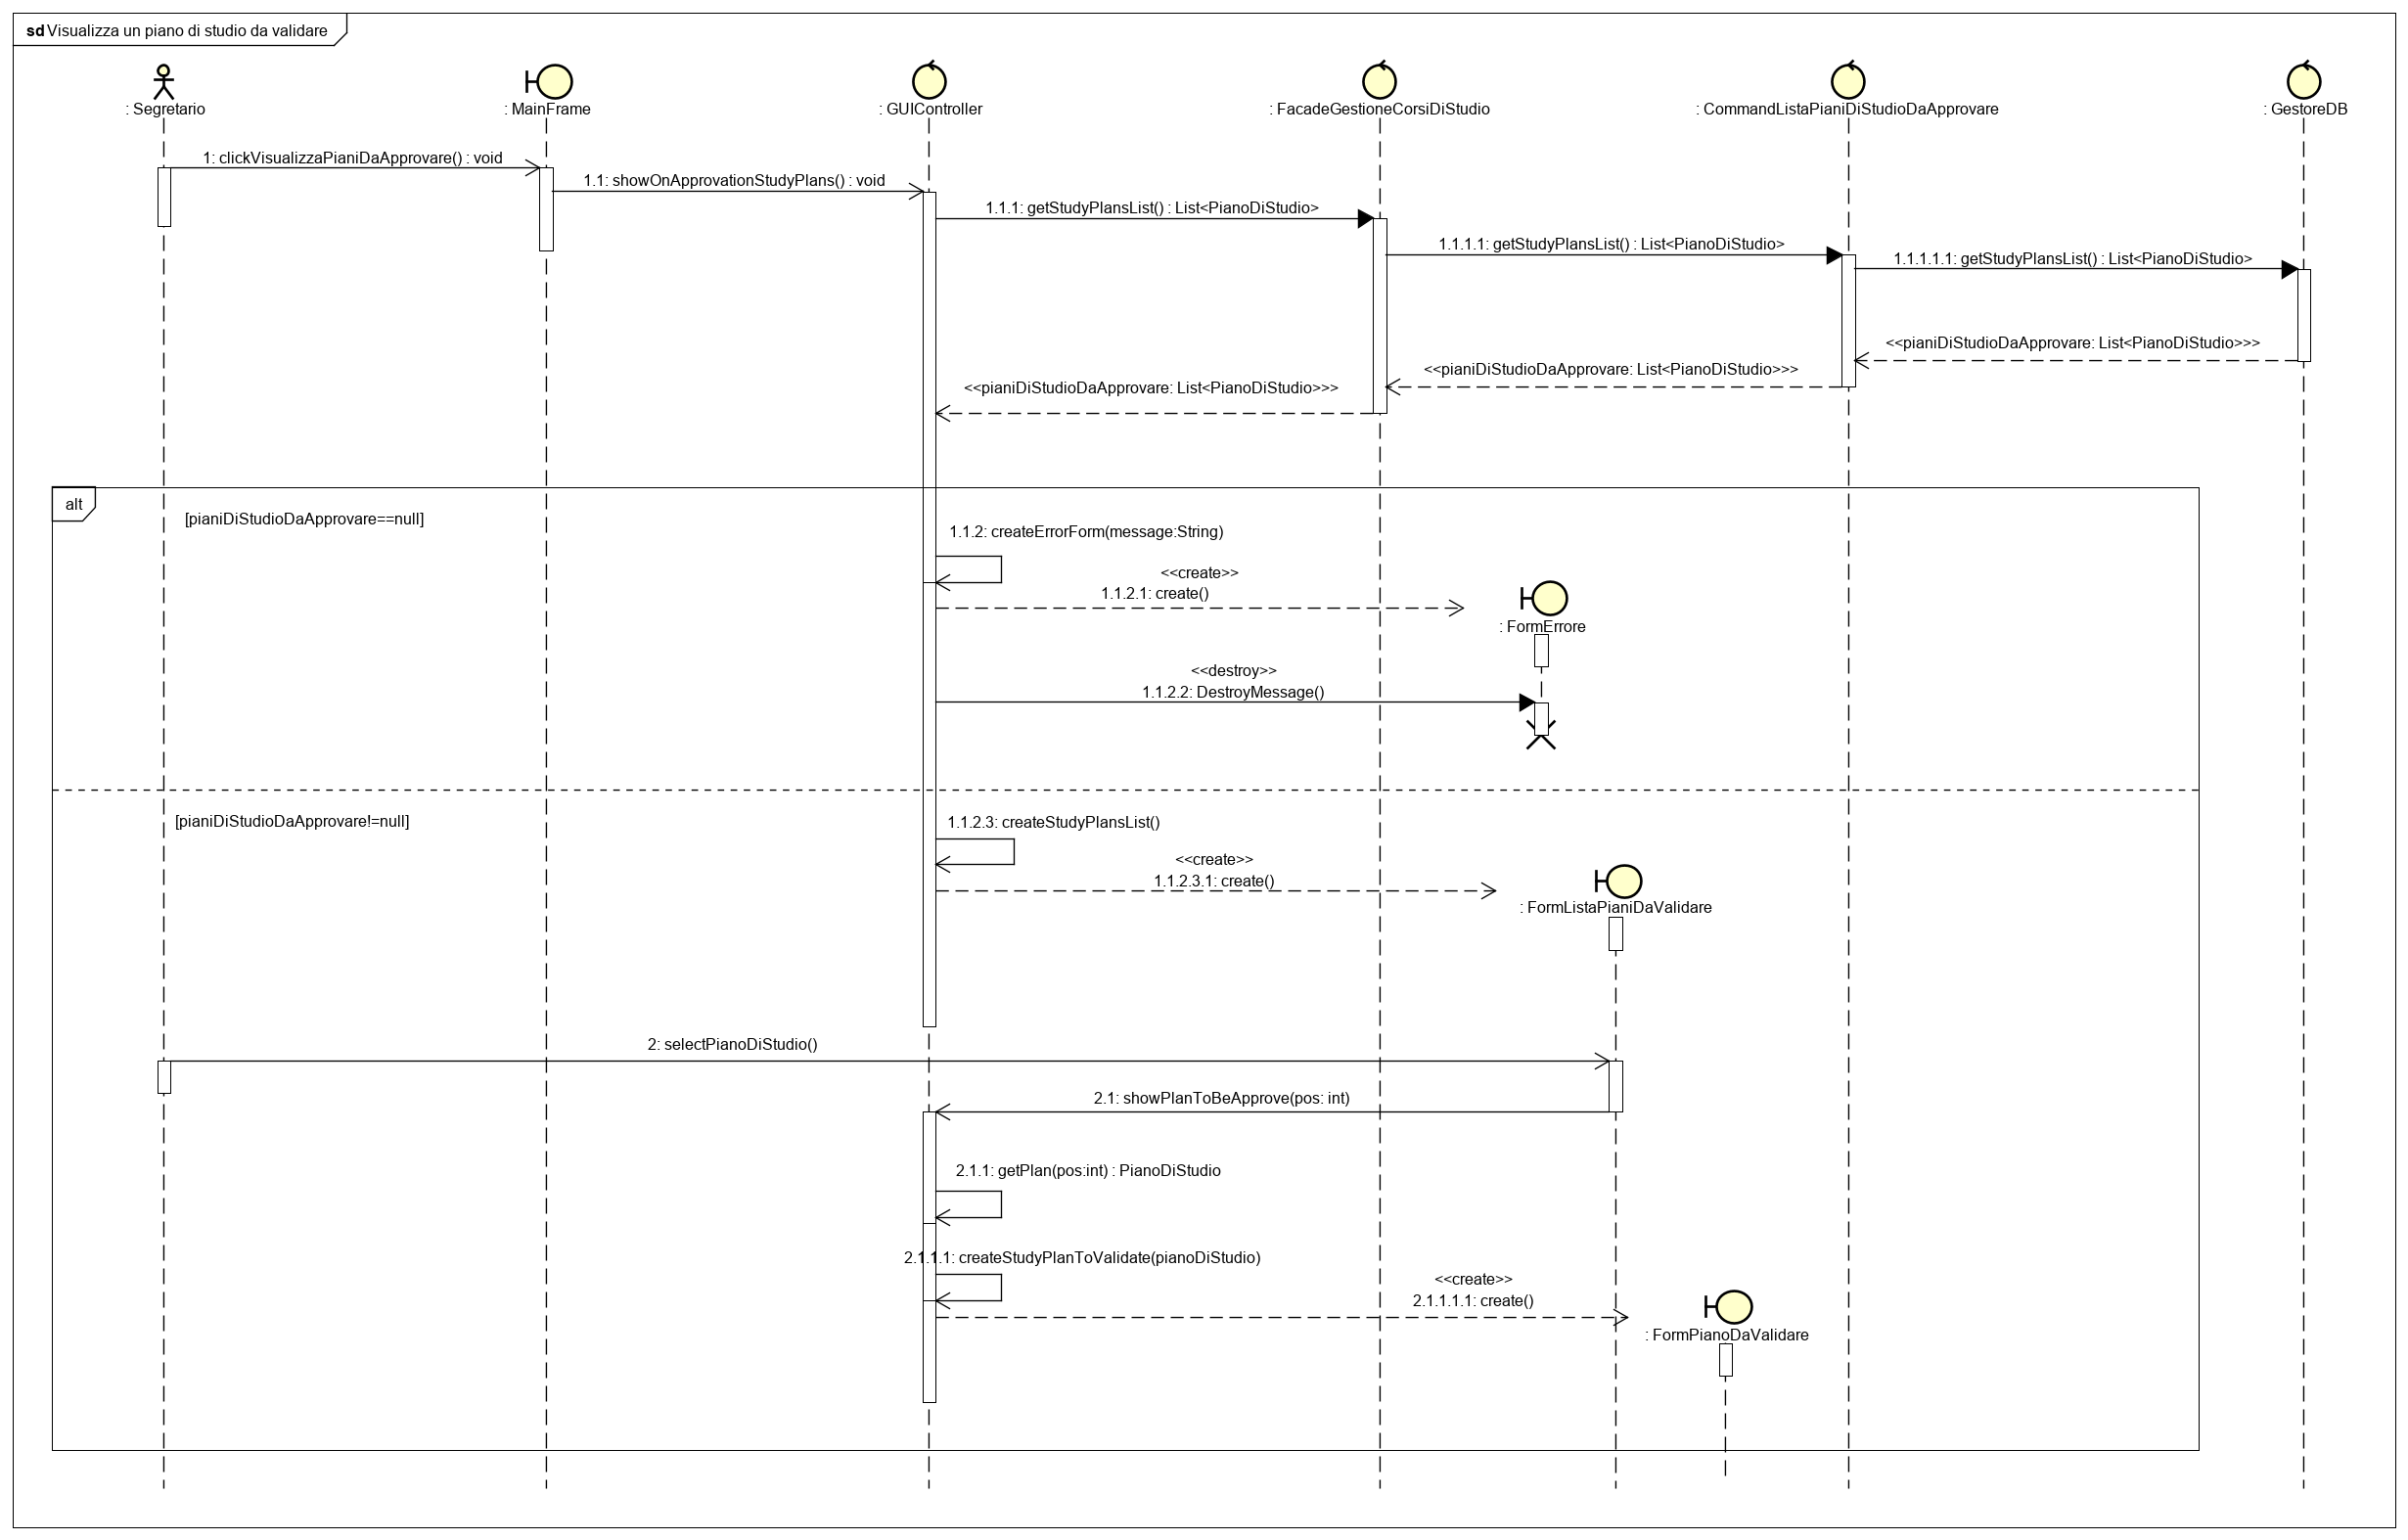 sd Visualizza un piano di studio da validare
: Segretario
: MainFrame
: GUIController
: FacadeGestioneCorsiDiStudio
: CommandListaPianiDiStudioDaApprovare
: GestoreDB
1: clickVisualizzaPianiDaApprovare() : void
1.1: showOnApprovationStudyPlans() : void
1.1.1: getStudyPlansList() : List<PianoDiStudio>
1.1.1.1: getStudyPlansList() : List<PianoDiStudio>
1.1.1.1.1: getStudyPlansList() : List<PianoDiStudio>
<<pianiDiStudioDaApprovare: List<PianoDiStudio>>>
<<pianiDiStudioDaApprovare: List<PianoDiStudio>>>
<<pianiDiStudioDaApprovare: List<PianoDiStudio>>>
alt
[pianiDiStudioDaApprovare==null]
1.1.2: createErrorForm(message:String)
<<create>>
1.1.2.1: create()
: FormErrore
<<destroy>>
1.1.2.2: DestroyMessage()
[pianiDiStudioDaApprovare!=null]
1.1.2.3: createStudyPlansList()
<<create>>
1.1.2.3.1: create()
: FormListaPianiDaValidare
2: selectPianoDiStudio()
2.1: showPlanToBeApprove(pos: int)
2.1.1: getPlan(pos:int) : PianoDiStudio
2.1.1.1: createStudyPlanToValidate(pianoDiStudio)
<<create>>
2.1.1.1.1: create()
: FormPianoDaValidare